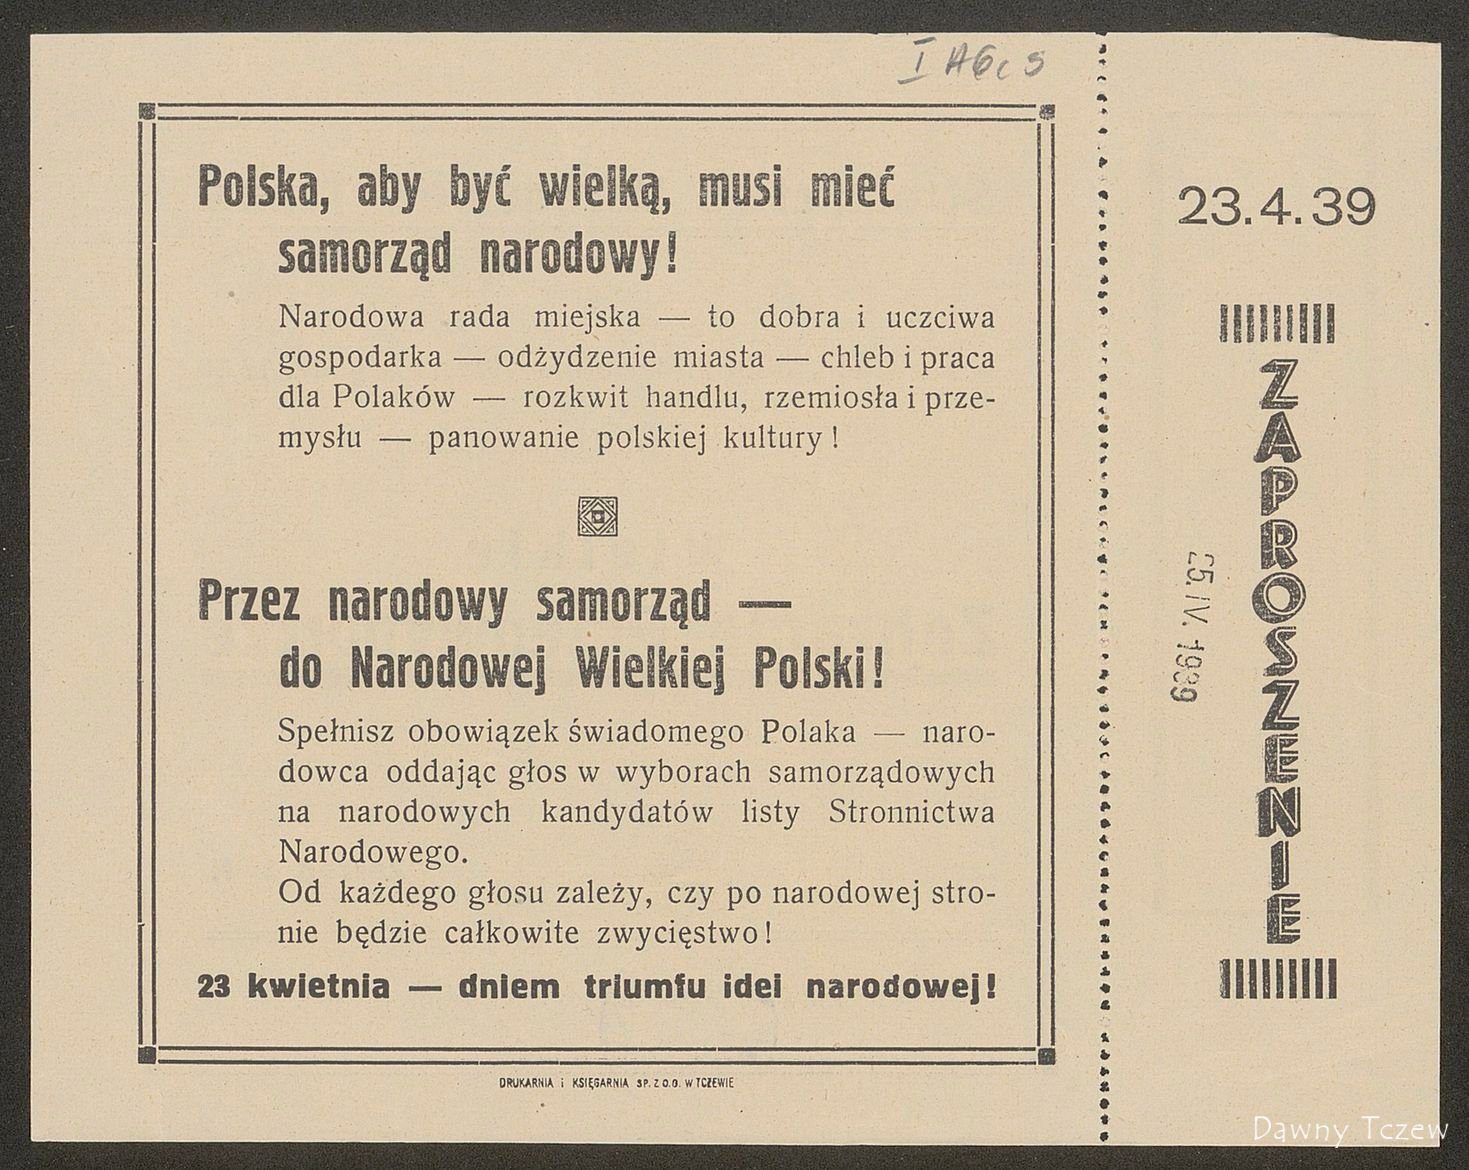 I A6c s
Polska, aby być wielką, musi mieć
samorząd narodowy!
Narodowa rada miejska — to dobra i uczciwa
gospodarka — odżydzenie miasta — chleb i praca
dla Polaków — rozkwit handlu, rzemiosła i prze-
mysłu — panowanie polskiej kultury!
Przez narodowy samorząd —
do Narodowej Wielkiej Polski!
Spełnisz obowiązek świadomego Polaka — naro-
dowca oddając głos w wyborach samorządowych
na narodowych kandydatów listy Stronnictwa
Narodowego.
Od każdego głosu zależy, czy po narodowej stro-
nie będzie całkowite zwycięstwo!
23 kwietnia — dniem triumfu idei narodowej!
DRUKARNIA i KSIĘGARNIA SP. Z O.O. W TCZEWIE
23.4.39
ZAPROSZENIE
25. IV. 1939
Dawny Tczew